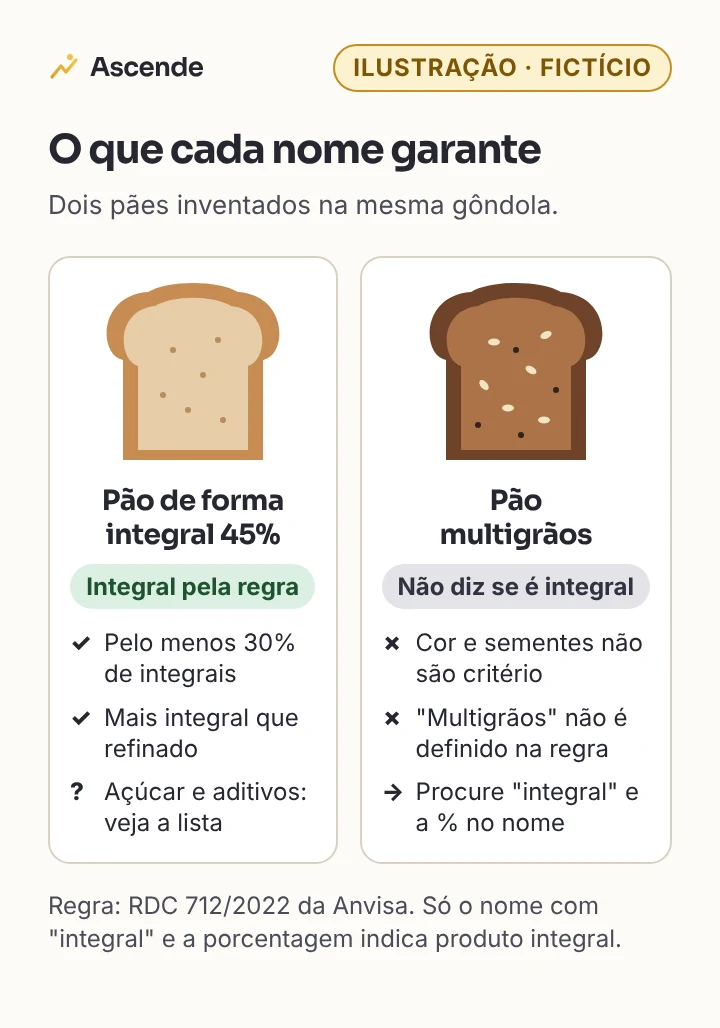 Ascende
ILUSTRAÇÃO · FICTÍCIO
O que cada nome garante
Dois pães inventados na mesma gôndola.
Pão de forma
integral 45%
Integral pela regra
✓ Pelo menos 30%
de integrais
✓ Mais integral que
refinado
? Açúcar e aditivos:
veja a lista
Pão
multigrãos
Não diz se é integral
× Cor e sementes não
são critério
× "Multigrãos" não é
definido na regra
→ Procure "integral" e
a % no nome
Regra: RDC 712/2022 da Anvisa. Só o nome com
"integral" e a porcentagem indica produto integral.